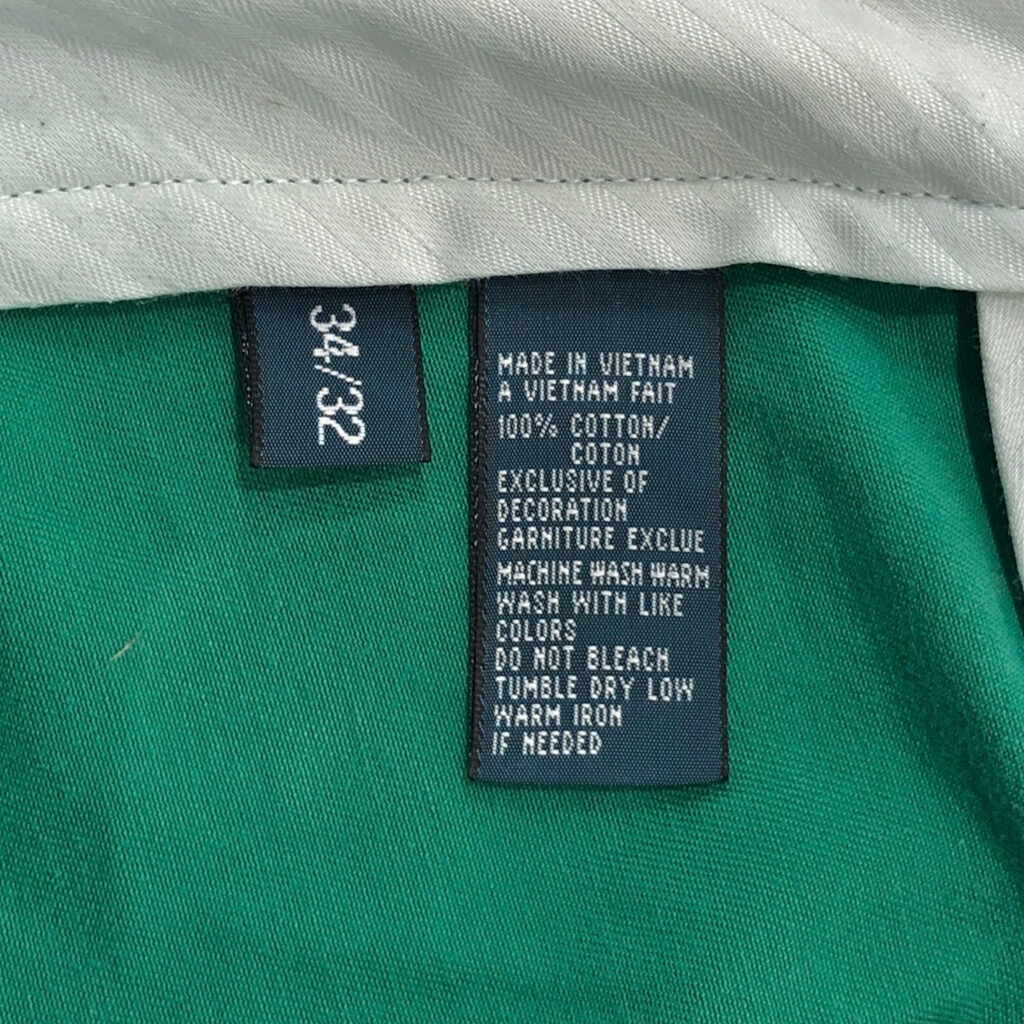 34/32
MADE IN VIETNAM
A VIETNAM FAIT
100% COTTON/
COTON
EXCLUSIVE OF
DECORATION
GARNITURE EXCLUE
MACHINE WASH WARM
WASH WITH LIKE
COLORS
DO NOT BLEACH
TUMBLE DRY LOW
WARM IRON
IF NEEDED